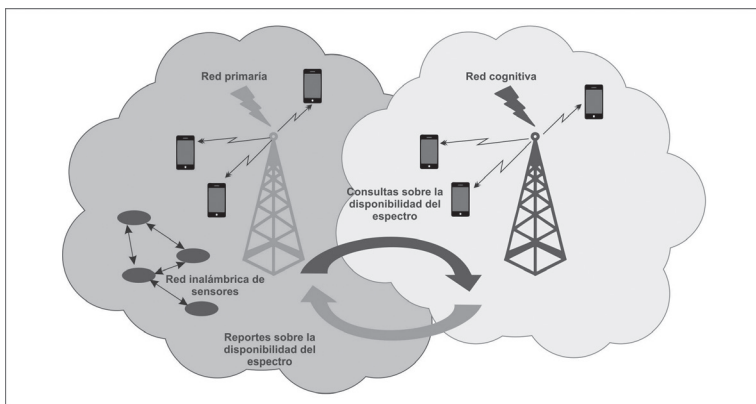 Red primaria
Red cognitiva
Consultas sobre la
disponibilidad del
espectro
Red inalámbrica de
sensores
Reportes sobre la
disponibilidad del
espectro